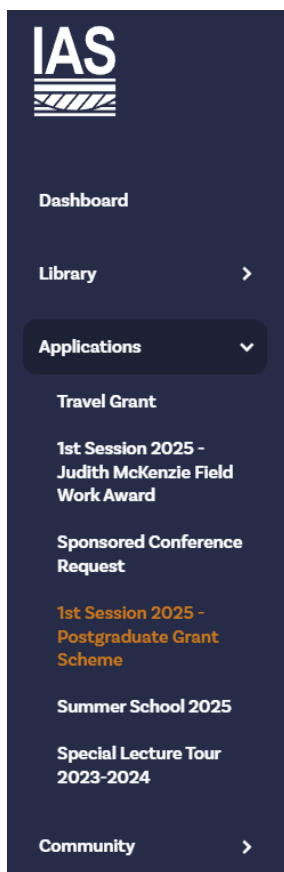 IAS
Dashboard
Library
Applications
Travel Grant
1st Session 2025 -
Judith McKenzie Field
Work Award
Sponsored Conference
Request
1st Session 2025 -
Postgraduate Grant
Scheme
Summer School 2025
Special Lecture Tour
2023-2024
Community